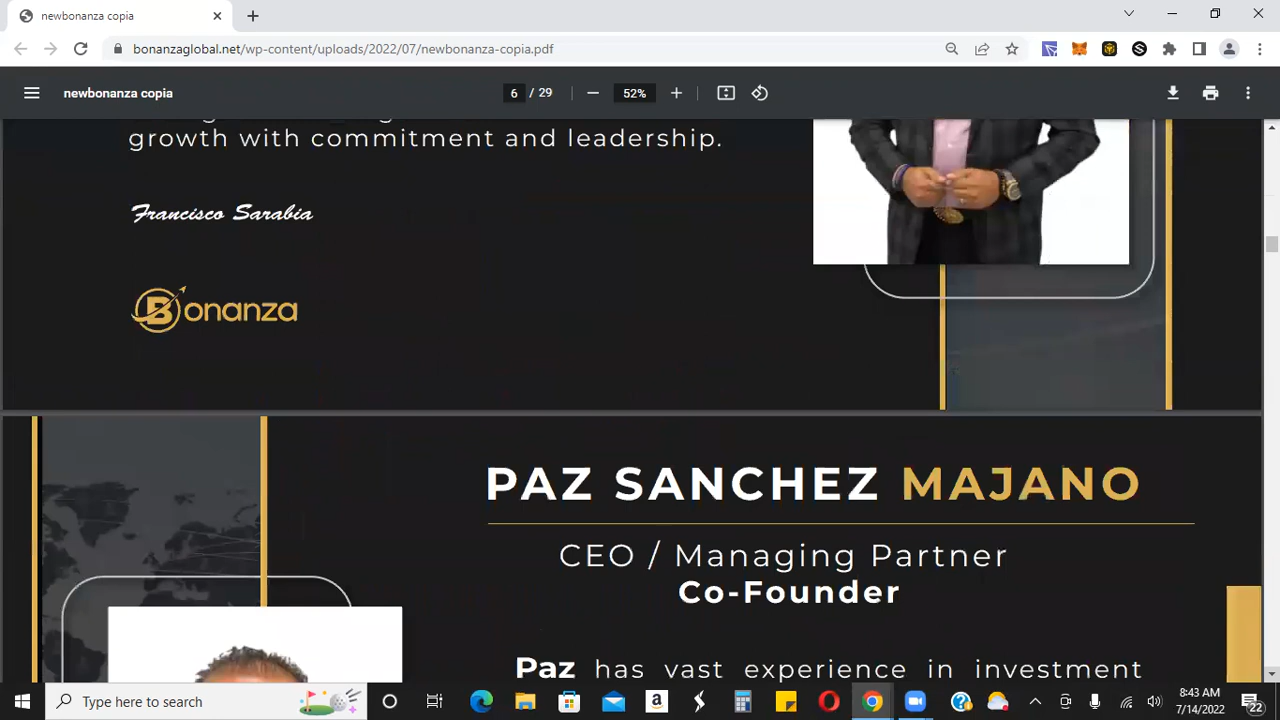 newbonanza copia
bonanzaglobal.net/wp-content/uploads/2022/07/newbonanza-copia.pdf
newbonanza copia
6 / 29
52%
growth with commitment and leadership.
Francisco Sarabia
Bonanza
PAZ SANCHEZ MAJANO
CEO / Managing Partner
Co-Founder
Paz has vast experience in investment
Type here to search
8:43 AM
7/14/2022
22